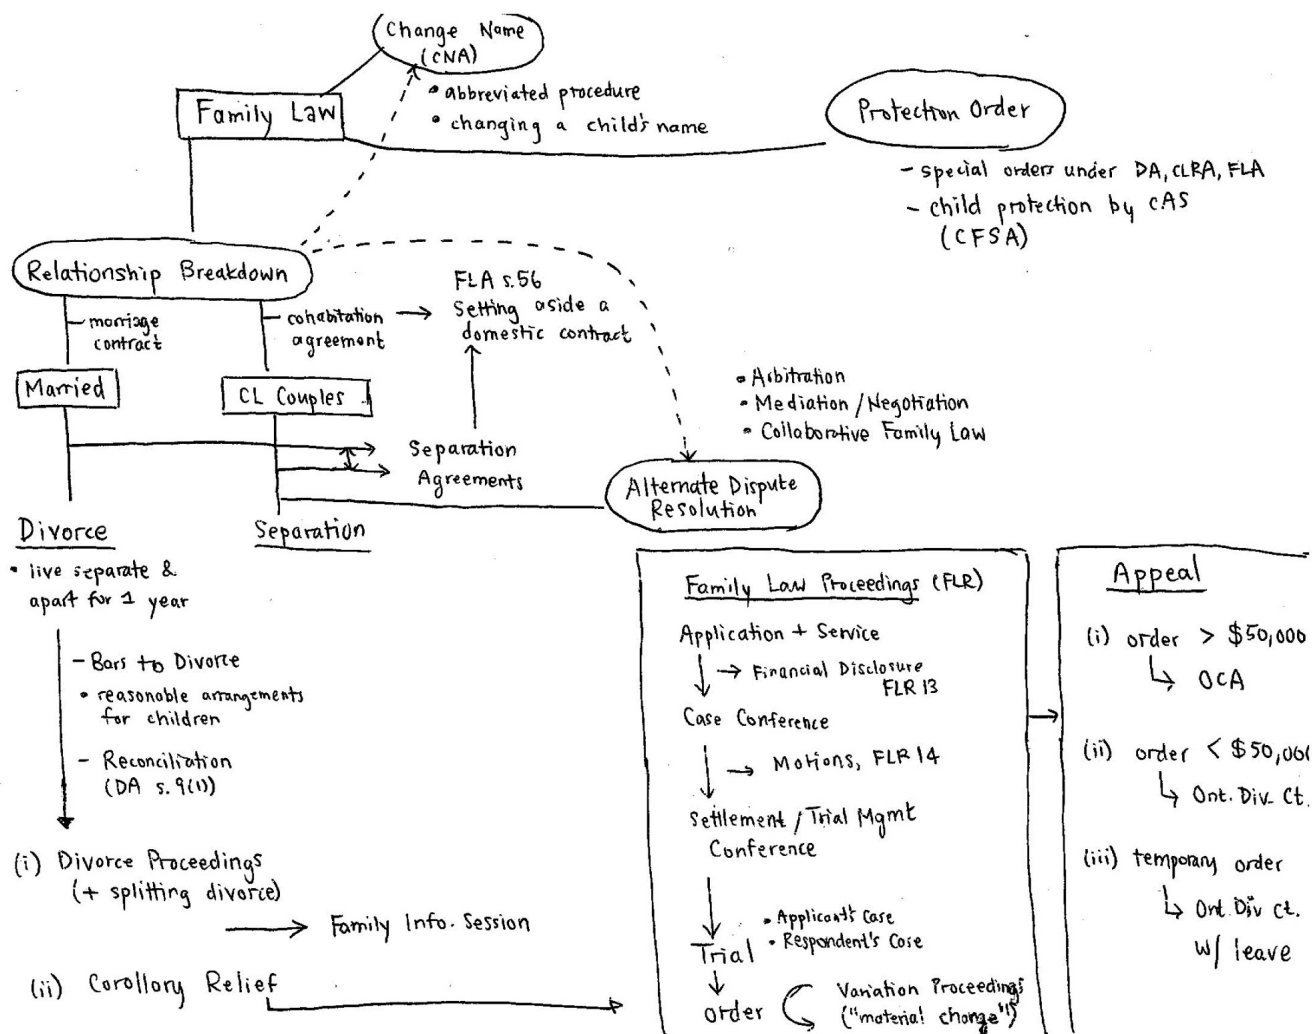 Change Name
(CNA)
• abbreviated procedure
• changing a child's name
Family Law
Protection Order
- special orders under DA, CLRA, FLA
- child protection by CAS
(CFSA)
Relationship Breakdown
- marriage
contract
- cohabitation
agreement
FLA s.56
Setting aside a
domestic contract
Married
CL Couples
• Arbitration
• Mediation / Negotiation
• Collaborative Family Law
Separation
Agreements
Alternate Dispute
Resolution
Divorce
• live separate &
apart for 1 year
Separation
- Bars to Divorce
• reasonable arrangements
for children
- Reconciliation
(DA s.9(1))
(i) Divorce Proceedings
(+ splitting divorce)
Family Info. Session
(ii) Corollory Relief
Family Law Proceedings (FLR)
Application + Service
Financial Disclosure
FLR 13
Case Conference
Motions, FLR 14
Settlement / Trial Mgmt
Conference
• Applicant's Case
Trial • Respondent's Case
order
Variation Proceedings
("material change")
Appeal
(i) order > $50,000
OCA
(ii) order < $50,000
Ont. Div. Ct.
(iii) temporary order
Ont. Div Ct.
w/ leave